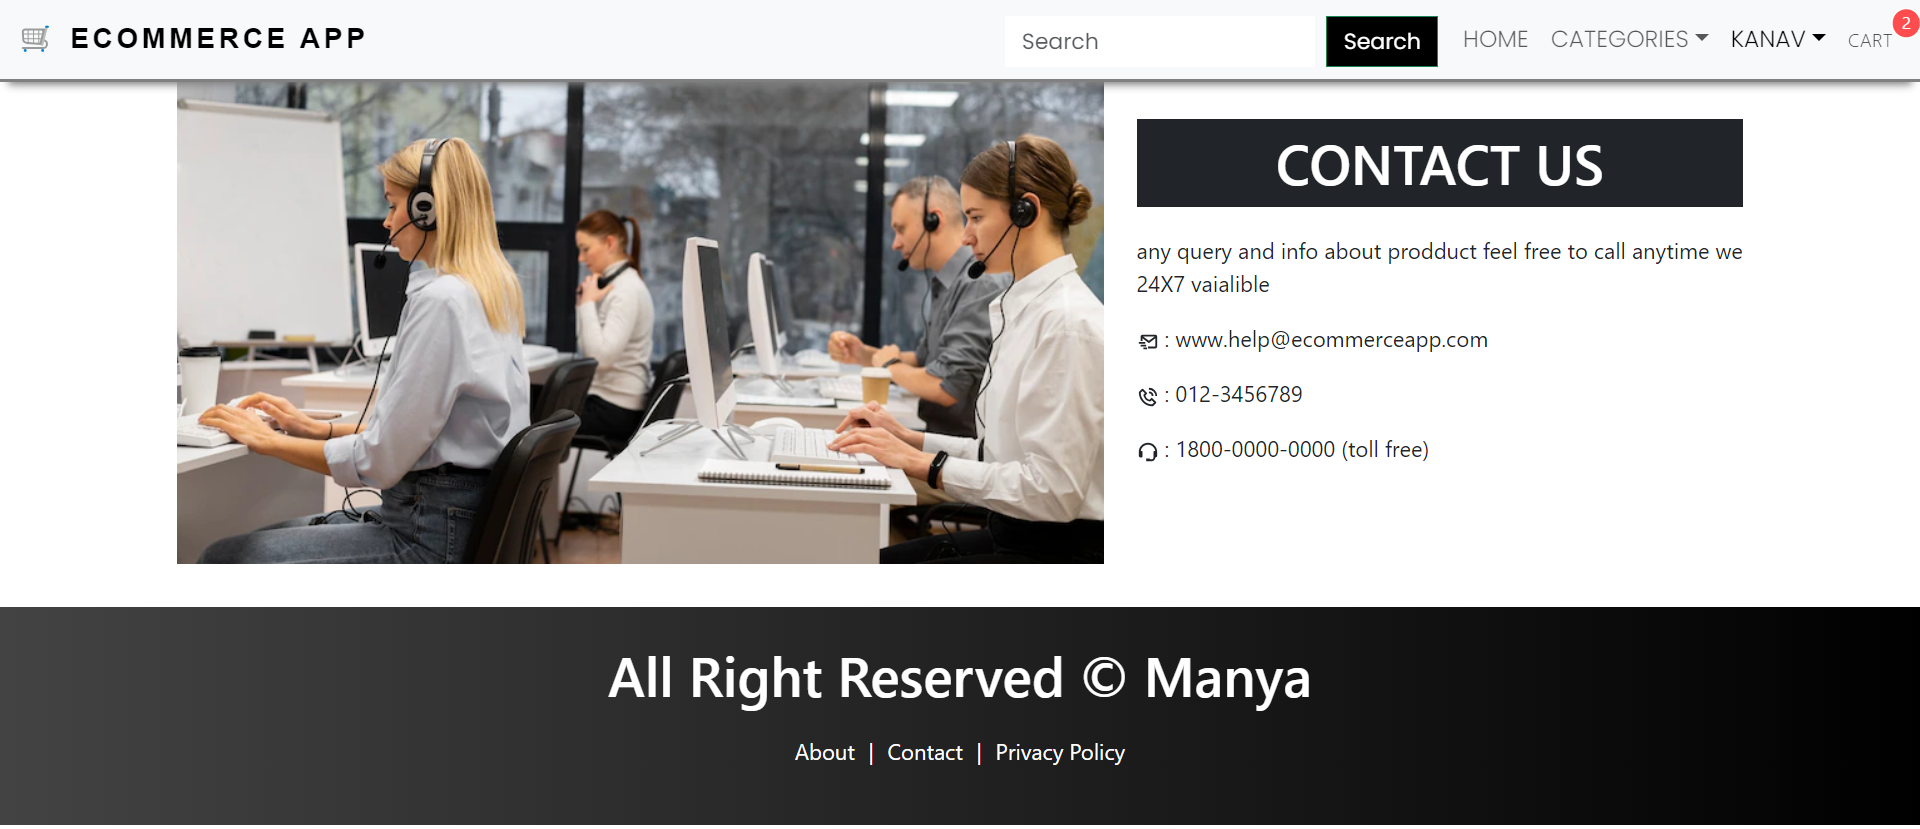 ECOMMERCE APP
Search
Search
HOME
CATEGORIES
KANAV
CART
2
CONTACT US
any query and info about prodduct feel free to call anytime we
24X7 vaialible
: www.help@ecommerceapp.com
: 012-3456789
: 1800-0000-0000 (toll free)
All Right Reserved © Manya
About | Contact | Privacy Policy